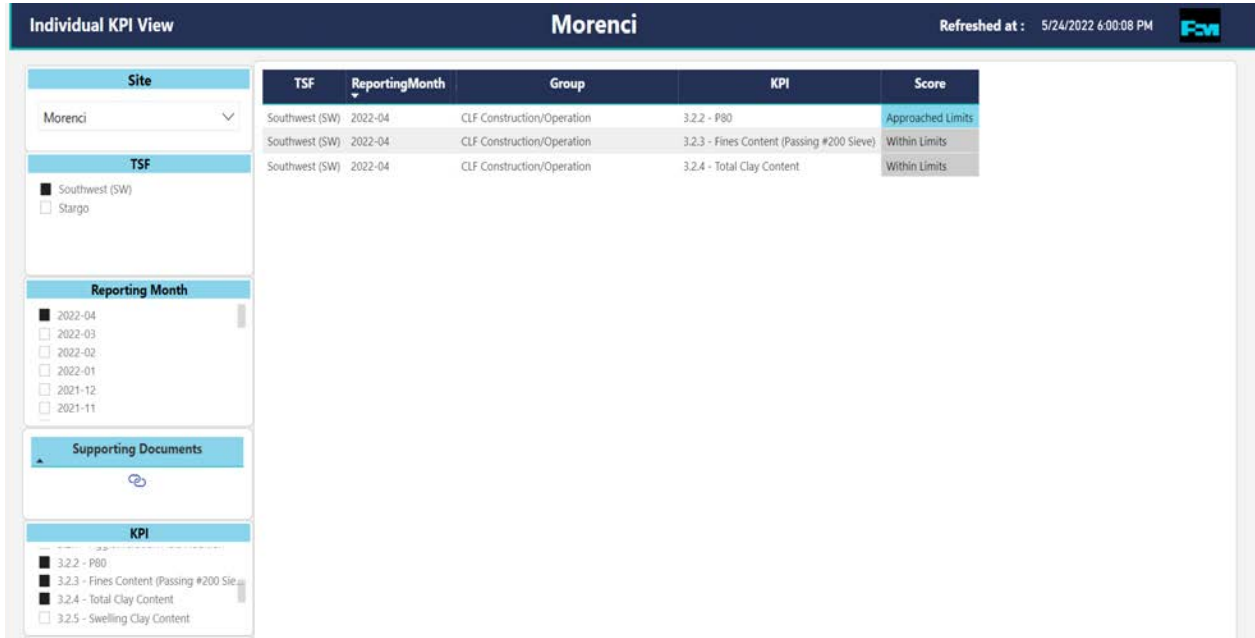 Individual KPI View
Morenci
Refreshed at : 5/24/2022 6:00:08 PM
FCMI
Site
Morenci
TSF
Southwest (SW)
Stargo
Reporting Month
2022-04
2022-03
2022-02
2022-01
2021-12
2021-11
Supporting Documents
KPI
3.2.2 - P80
3.2.3 - Fines Content (Passing #200 Sie...
3.2.4 - Total Clay Content
3.2.5 - Swelling Clay Content
TSF ReportingMonth Group KPI Score
Southwest (SW) 2022-04 CLF Construction/Operation 3.2.2 - P80 Approached Limits
Southwest (SW) 2022-04 CLF Construction/Operation 3.2.3 - Fines Content (Passing #200 Sieve) Within Limits
Southwest (SW) 2022-04 CLF Construction/Operation 3.2.4 - Total Clay Content Within Limits